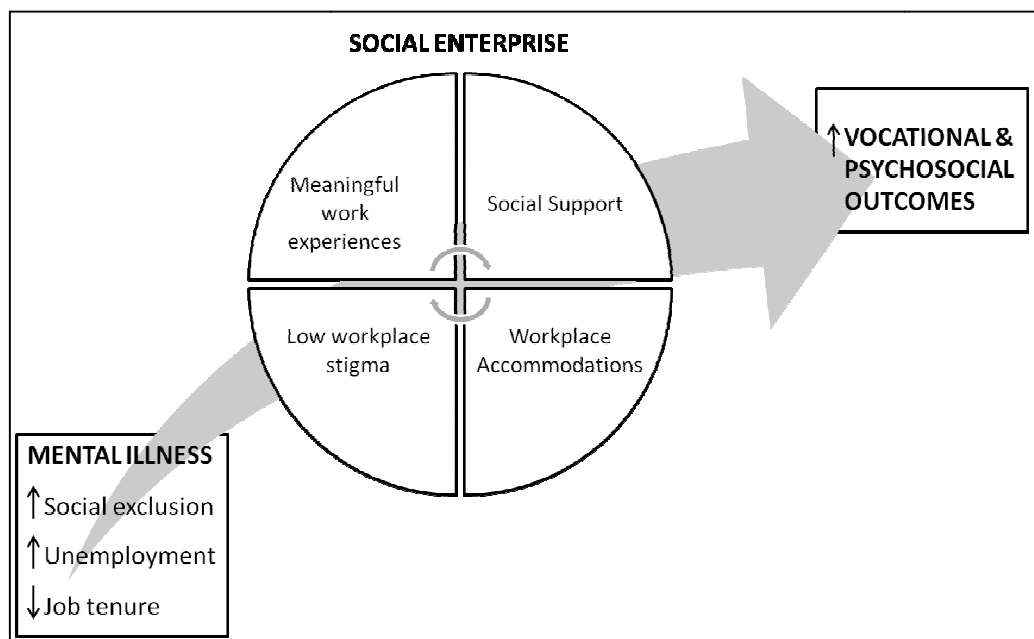 SOCIAL ENTERPRISE
Meaningful
work
experiences
Social Support
Low workplace
stigma
Workplace
Accommodations
↑ VOCATIONAL &
PSYCHOSOCIAL
OUTCOMES
MENTAL ILLNESS
↑ Social exclusion
↑ Unemployment
↓ Job tenure